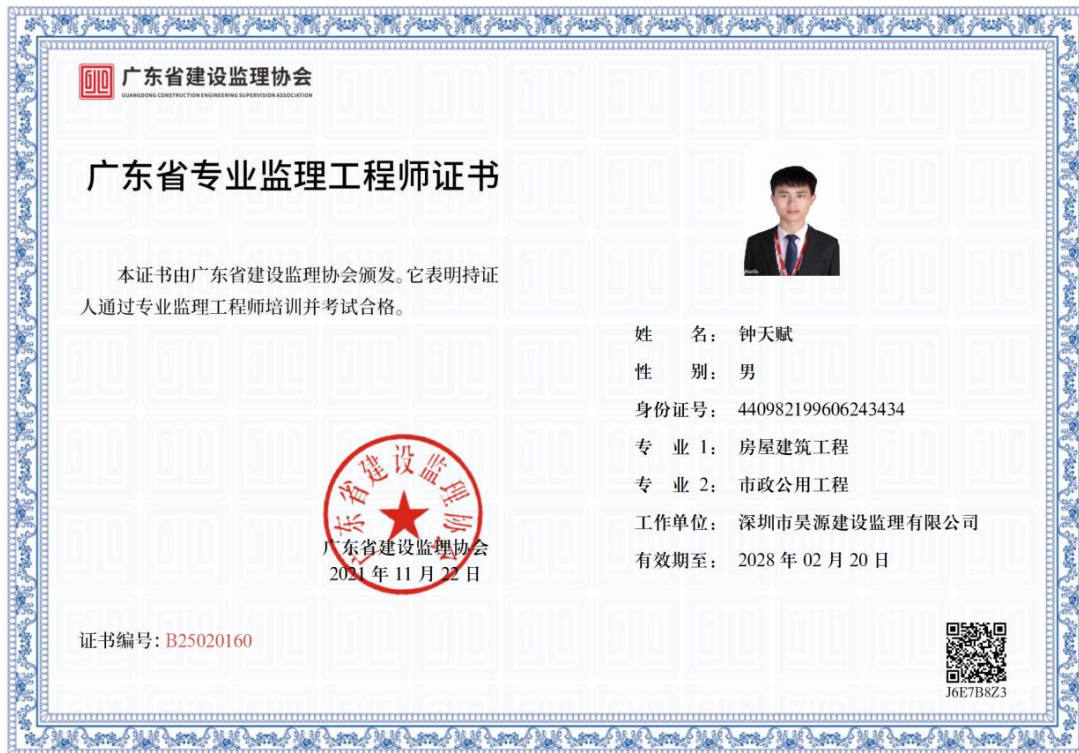 广东省建设监理协会
GUANGDONG CONSTRUCTION ENGINEERING SUPERVISION ASSOCIATION
广东省专业监理工程师证书
本证书由广东省建设监理协会颁发。它表明持证
人通过专业监理工程师培训并考试合格。
姓 名： 钟天赋
性 别： 男
身份证号： 440982199606243434
专 业 1： 房屋建筑工程
专 业 2： 市政公用工程
工作单位： 深圳市昊源建设监理有限公司
有效期至： 2028 年 02 月 20 日
广东省建设监理协会
广东省建设监理协会
2021 年 11 月 22 日
证书编号：B25020160
J6E7B8Z3